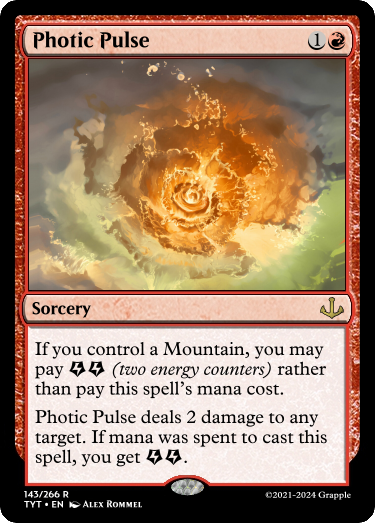 Photic Pulse 1
Sorcery
If you control a Mountain, you may
pay (two energy counters) rather
than pay this spell's mana cost.
Photic Pulse deals 2 damage to any
target. If mana was spent to cast this
spell, you get .
143/266 R
TYT • EN Alex Rommel
©2021-2024 Grapple